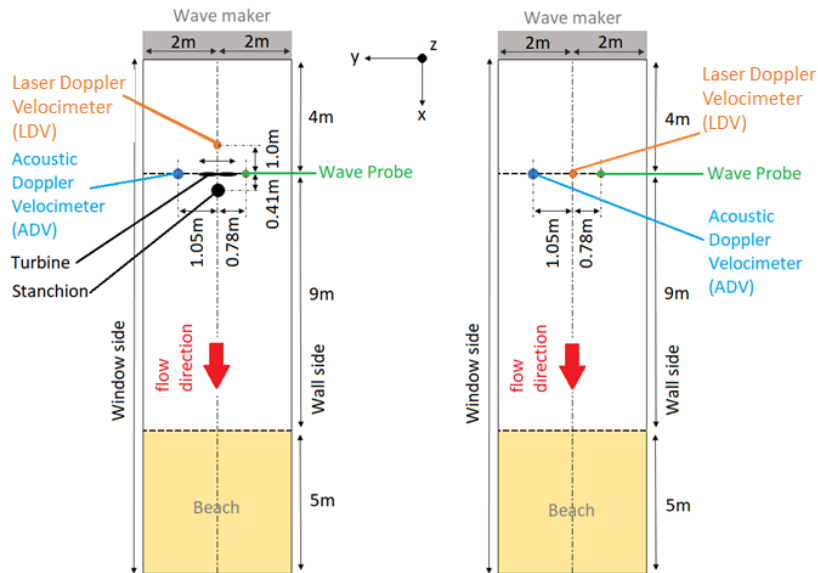 Wave maker
2m
2m
Laser Doppler
Velocimeter
(LDV)
4m
1.0m
Acoustic
Doppler
Velocimeter
(ADV)
Wave Probe
0.41m
1.05m
0.78m
Turbine
Stanchion
9m
Window side
flow
direction
Wall side
Beach
5m
z
y
x
Wave maker
2m
2m
Laser Doppler
Velocimeter
(LDV)
4m
Wave Probe
1.05m
0.78m
Acoustic
Doppler
Velocimeter
(ADV)
9m
Window side
flow
direction
Wall side
Beach
5m